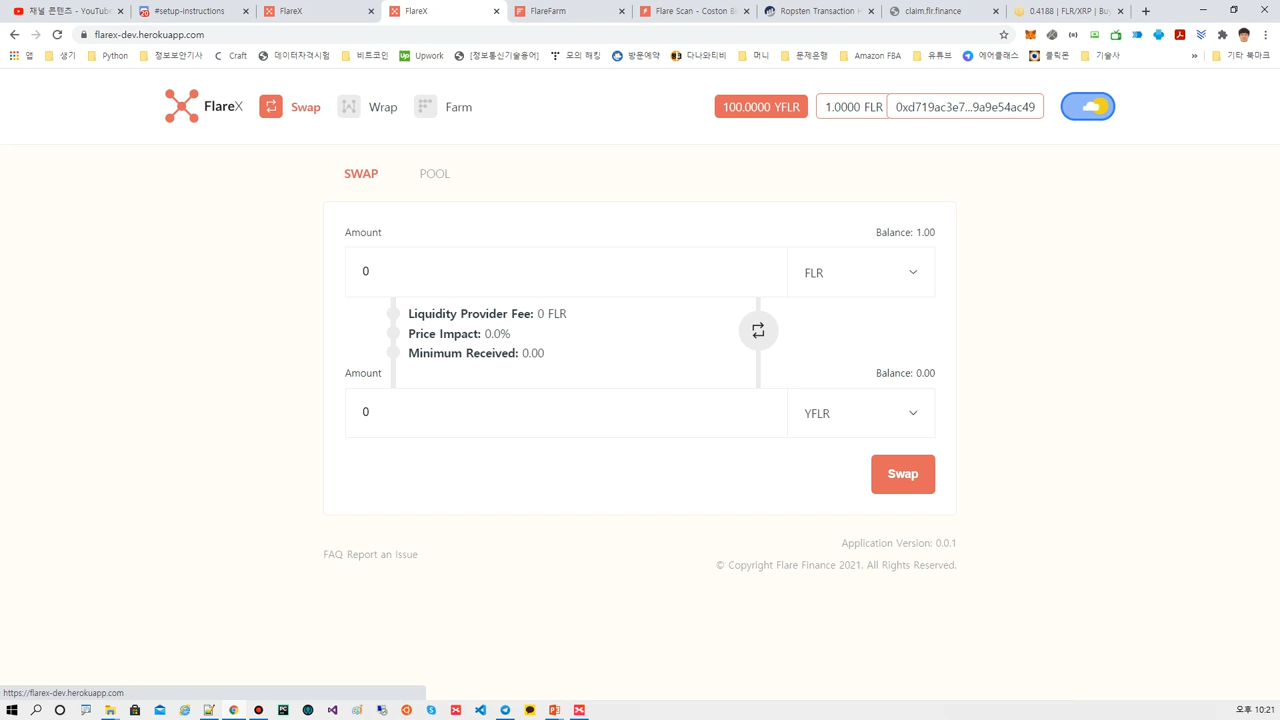 재널 콘텐츠 - YouTube
#setup-instructions
FlareX
FlareX
FlareFarm
Flare Scan - Coston Bl
Ropsten Transaction H
claim.flr.finance
0.4188 | FLR/XRP | Buy
flarex-dev.herokuapp.com
앱
생기
Python
정보보안기사
Craft
데이터자격시험
비트코인
Upwork
[정보통신기술용어]
모의 해킹
방문예약
다나와티비
머니
문제은행
Amazon FBA
유튜브
에어클래스
클릭몬
기술사
»
기타 북마크
FlareX
Swap
Wrap
Farm
100.0000 YFLR
1.0000 FLR
0xd719ac3e7...9a9e54ac49
SWAP
POOL
Amount
Balance: 1.00
0
FLR
Liquidity Provider Fee: 0 FLR
Price Impact: 0.0%
Minimum Received: 0.00
Amount
Balance: 0.00
0
YFLR
Swap
FAQ Report an Issue
Application Version: 0.0.1
© Copyright Flare Finance 2021. All Rights Reserved.
https://flarex-dev.herokuapp.com
오후 10:21